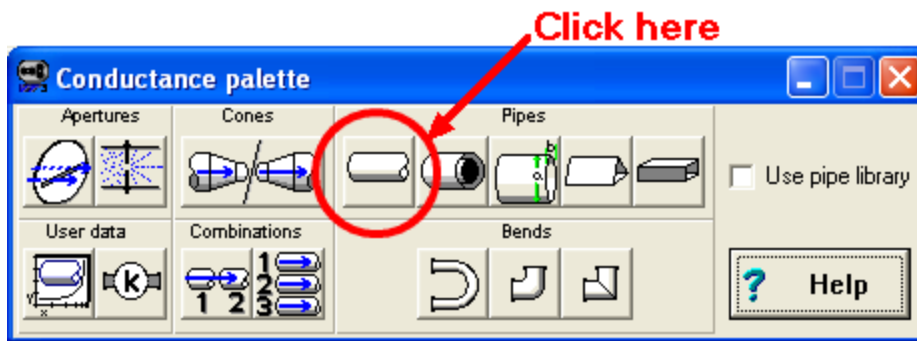 Click here
Conductance palette
Apertures
Cones
Pipes
b
a
Use pipe library
User data
Combinations
Bends
y
x
k
1 2
1
2
3
? Help